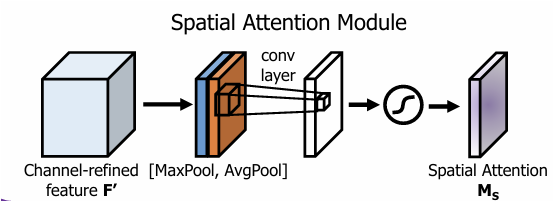 Spatial Attention Module
conv
layer
Channel-refined
feature F’
[MaxPool, AvgPool]
Spatial Attention
Ms